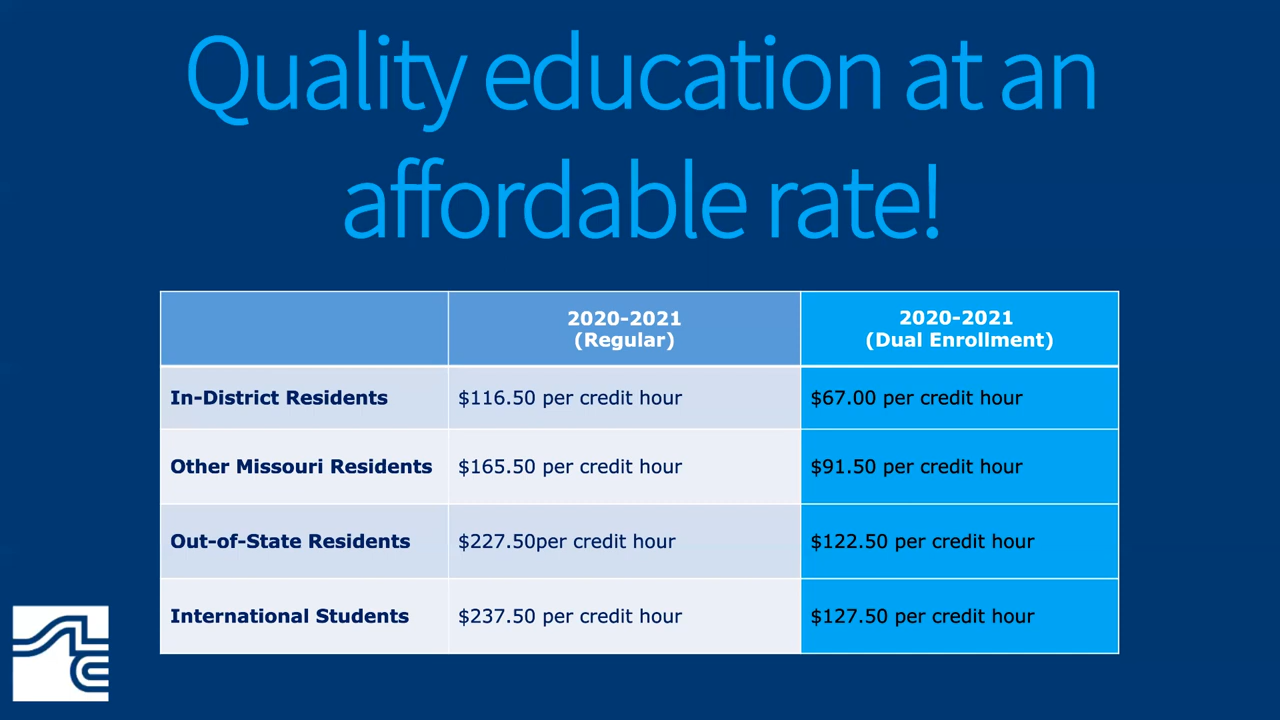 Quality education at an
affordable rate!
2020-2021
(Regular)
2020-2021
(Dual Enrollment)
In-District Residents
$116.50 per credit hour
$67.00 per credit hour
Other Missouri Residents
$165.50 per credit hour
$91.50 per credit hour
Out-of-State Residents
$227.50per credit hour
$122.50 per credit hour
International Students
$237.50 per credit hour
$127.50 per credit hour